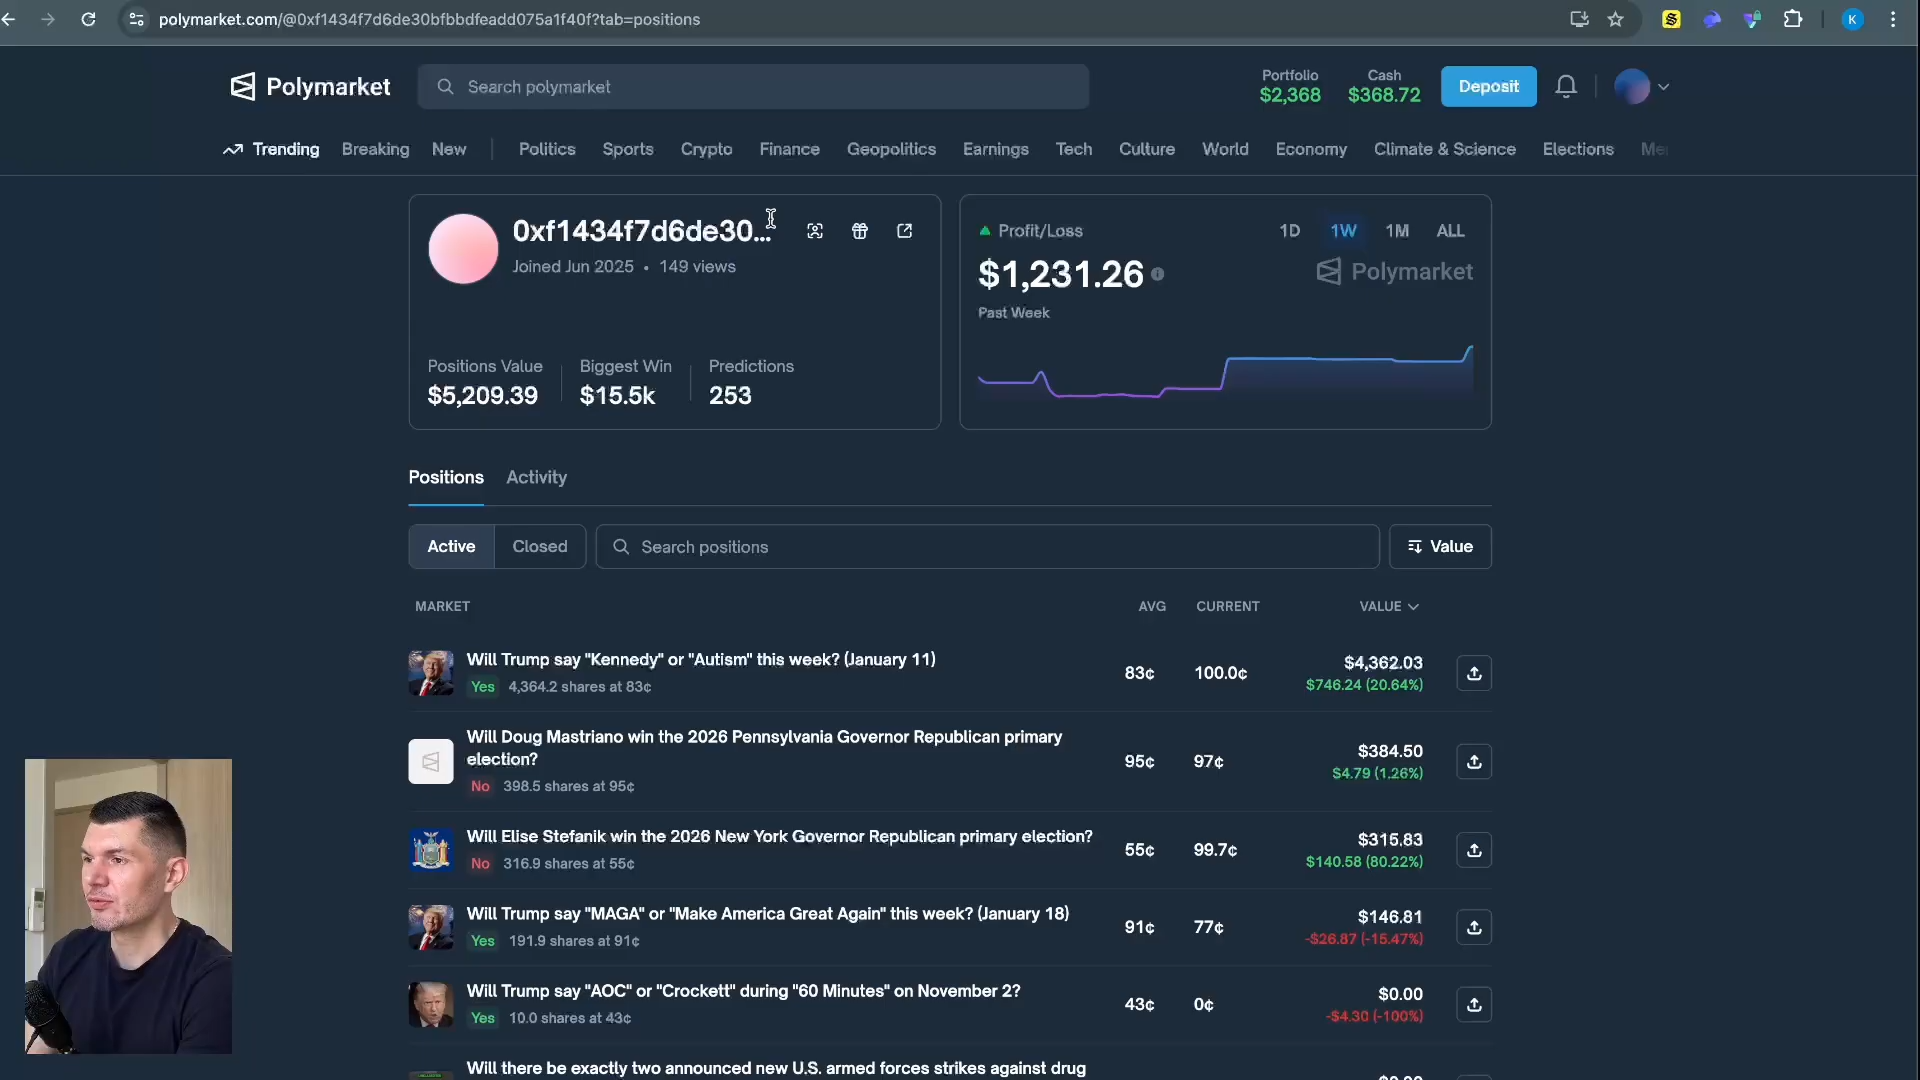 polymarket.com/@0xf1434f7d6de30bfbbdfeadd075a1f40f?tab=positions
K
Polymarket
Search polymarket
Portfolio
$2,368
Cash
$368.72
Deposit
Trending
Breaking
New
Politics
Sports
Crypto
Finance
Geopolitics
Earnings
Tech
Culture
World
Economy
Climate & Science
Elections
0xf1434f7d6de30...
Joined Jun 2025 • 149 views
Positions Value
$5,209.39
Biggest Win
$15.5k
Predictions
253
Profit/Loss
1D
1W
1M
ALL
$1,231.26
Polymarket
Past Week
Positions
Activity
Active
Closed
Search positions
Value
MARKET
AVG
CURRENT
VALUE
Will Trump say "Kennedy" or "Autism" this week? (January 11)
Yes 4,364.2 shares at 83¢
83¢
100.0¢
$4,362.03
$746.24 (20.64%)
Will Doug Mastriano win the 2026 Pennsylvania Governor Republican primary
election?
No 398.5 shares at 95¢
95¢
97¢
$384.50
$4.79 (1.26%)
Will Elise Stefanik win the 2026 New York Governor Republican primary election?
No 316.9 shares at 55¢
55¢
99.7¢
$315.83
$140.58 (80.22%)
Will Trump say "MAGA" or "Make America Great Again" this week? (January 18)
Yes 191.9 shares at 91¢
91¢
77¢
$146.81
-$26.87 (-15.47%)
Will Trump say "AOC" or "Crockett" during "60 Minutes" on November 2?
Yes 10.0 shares at 43¢
43¢
0¢
$0.00
-$4.30 (-100%)
Will there be exactly two announced new U.S. armed forces strikes against drug